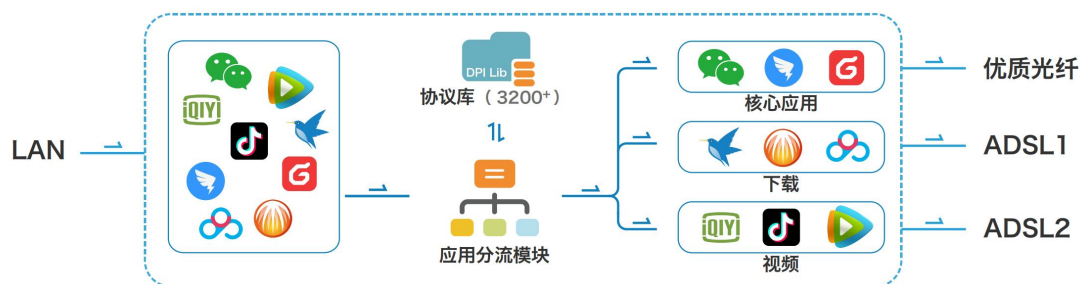 LAN
iQIYI
DPI Lib
协议库（3200+）
应用分流模块
核心应用
下载
iQIYI
视频
优质光纤
ADSL1
ADSL2